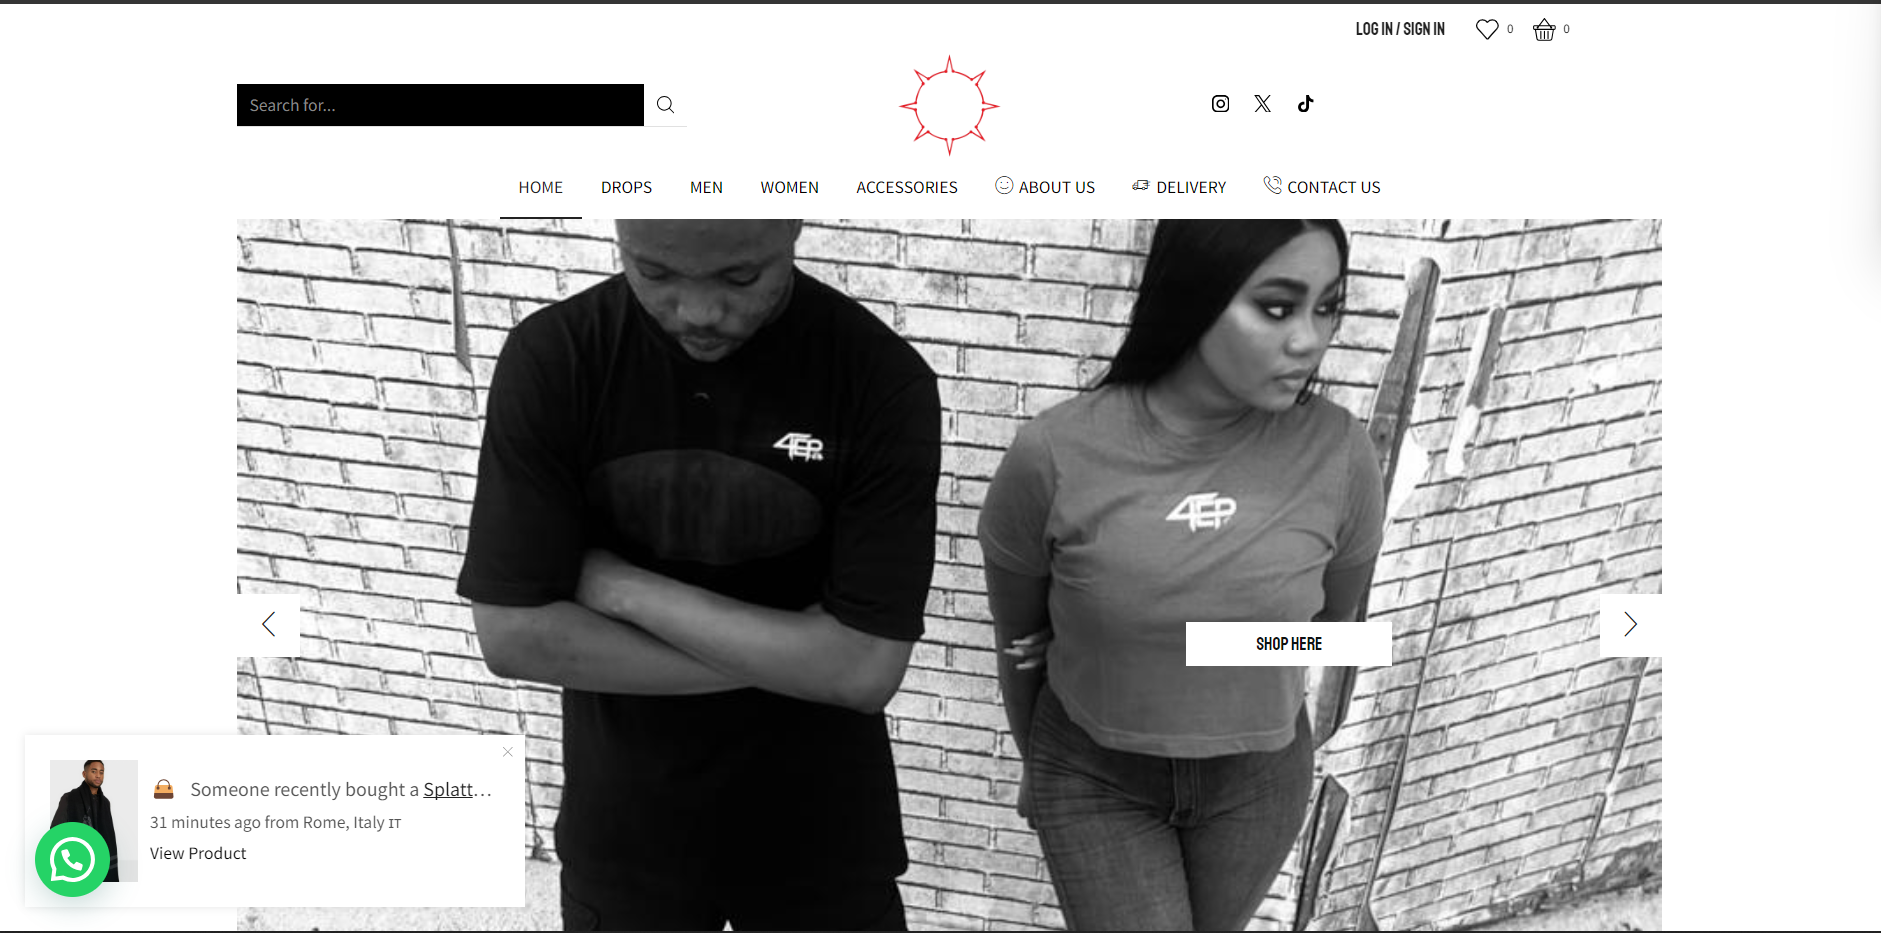 LOG IN / SIGN IN 0 0
Search for...
HOME DROPS MEN WOMEN ACCESSORIES ABOUT US DELIVERY CONTACT US
4EP
4EP
SHOP HERE
Someone recently bought a Splatt...
31 minutes ago from Rome, Italy IT
View Product